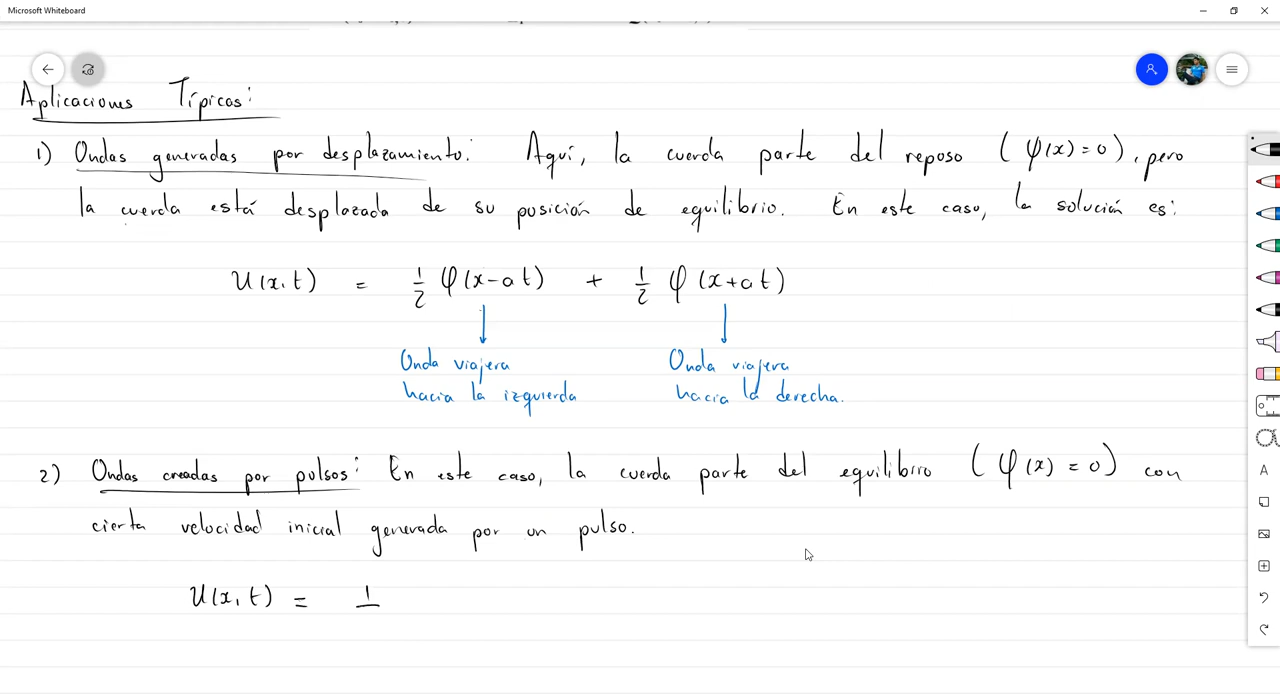 Microsoft Whiteboard
Aplicaciones Típicas:
1) Ondas generadas por desplazamiento: Aquí, la cuerda parte del reposo (ψ(x) = 0), pero
la cuerda está desplazada de su posición de equilibrio. En este caso, la solución es:
U(x,t) = 1/2 φ(x-at) + 1/2 φ(x+at)
Onda viajera hacia la izquierda
Onda viajera hacia la derecha.
2) Ondas creadas por pulsos: En este caso, la cuerda parte del equilibrio (φ(x) = 0) con
cierta velocidad inicial generada por un pulso.
U(x,t) = 1/
A